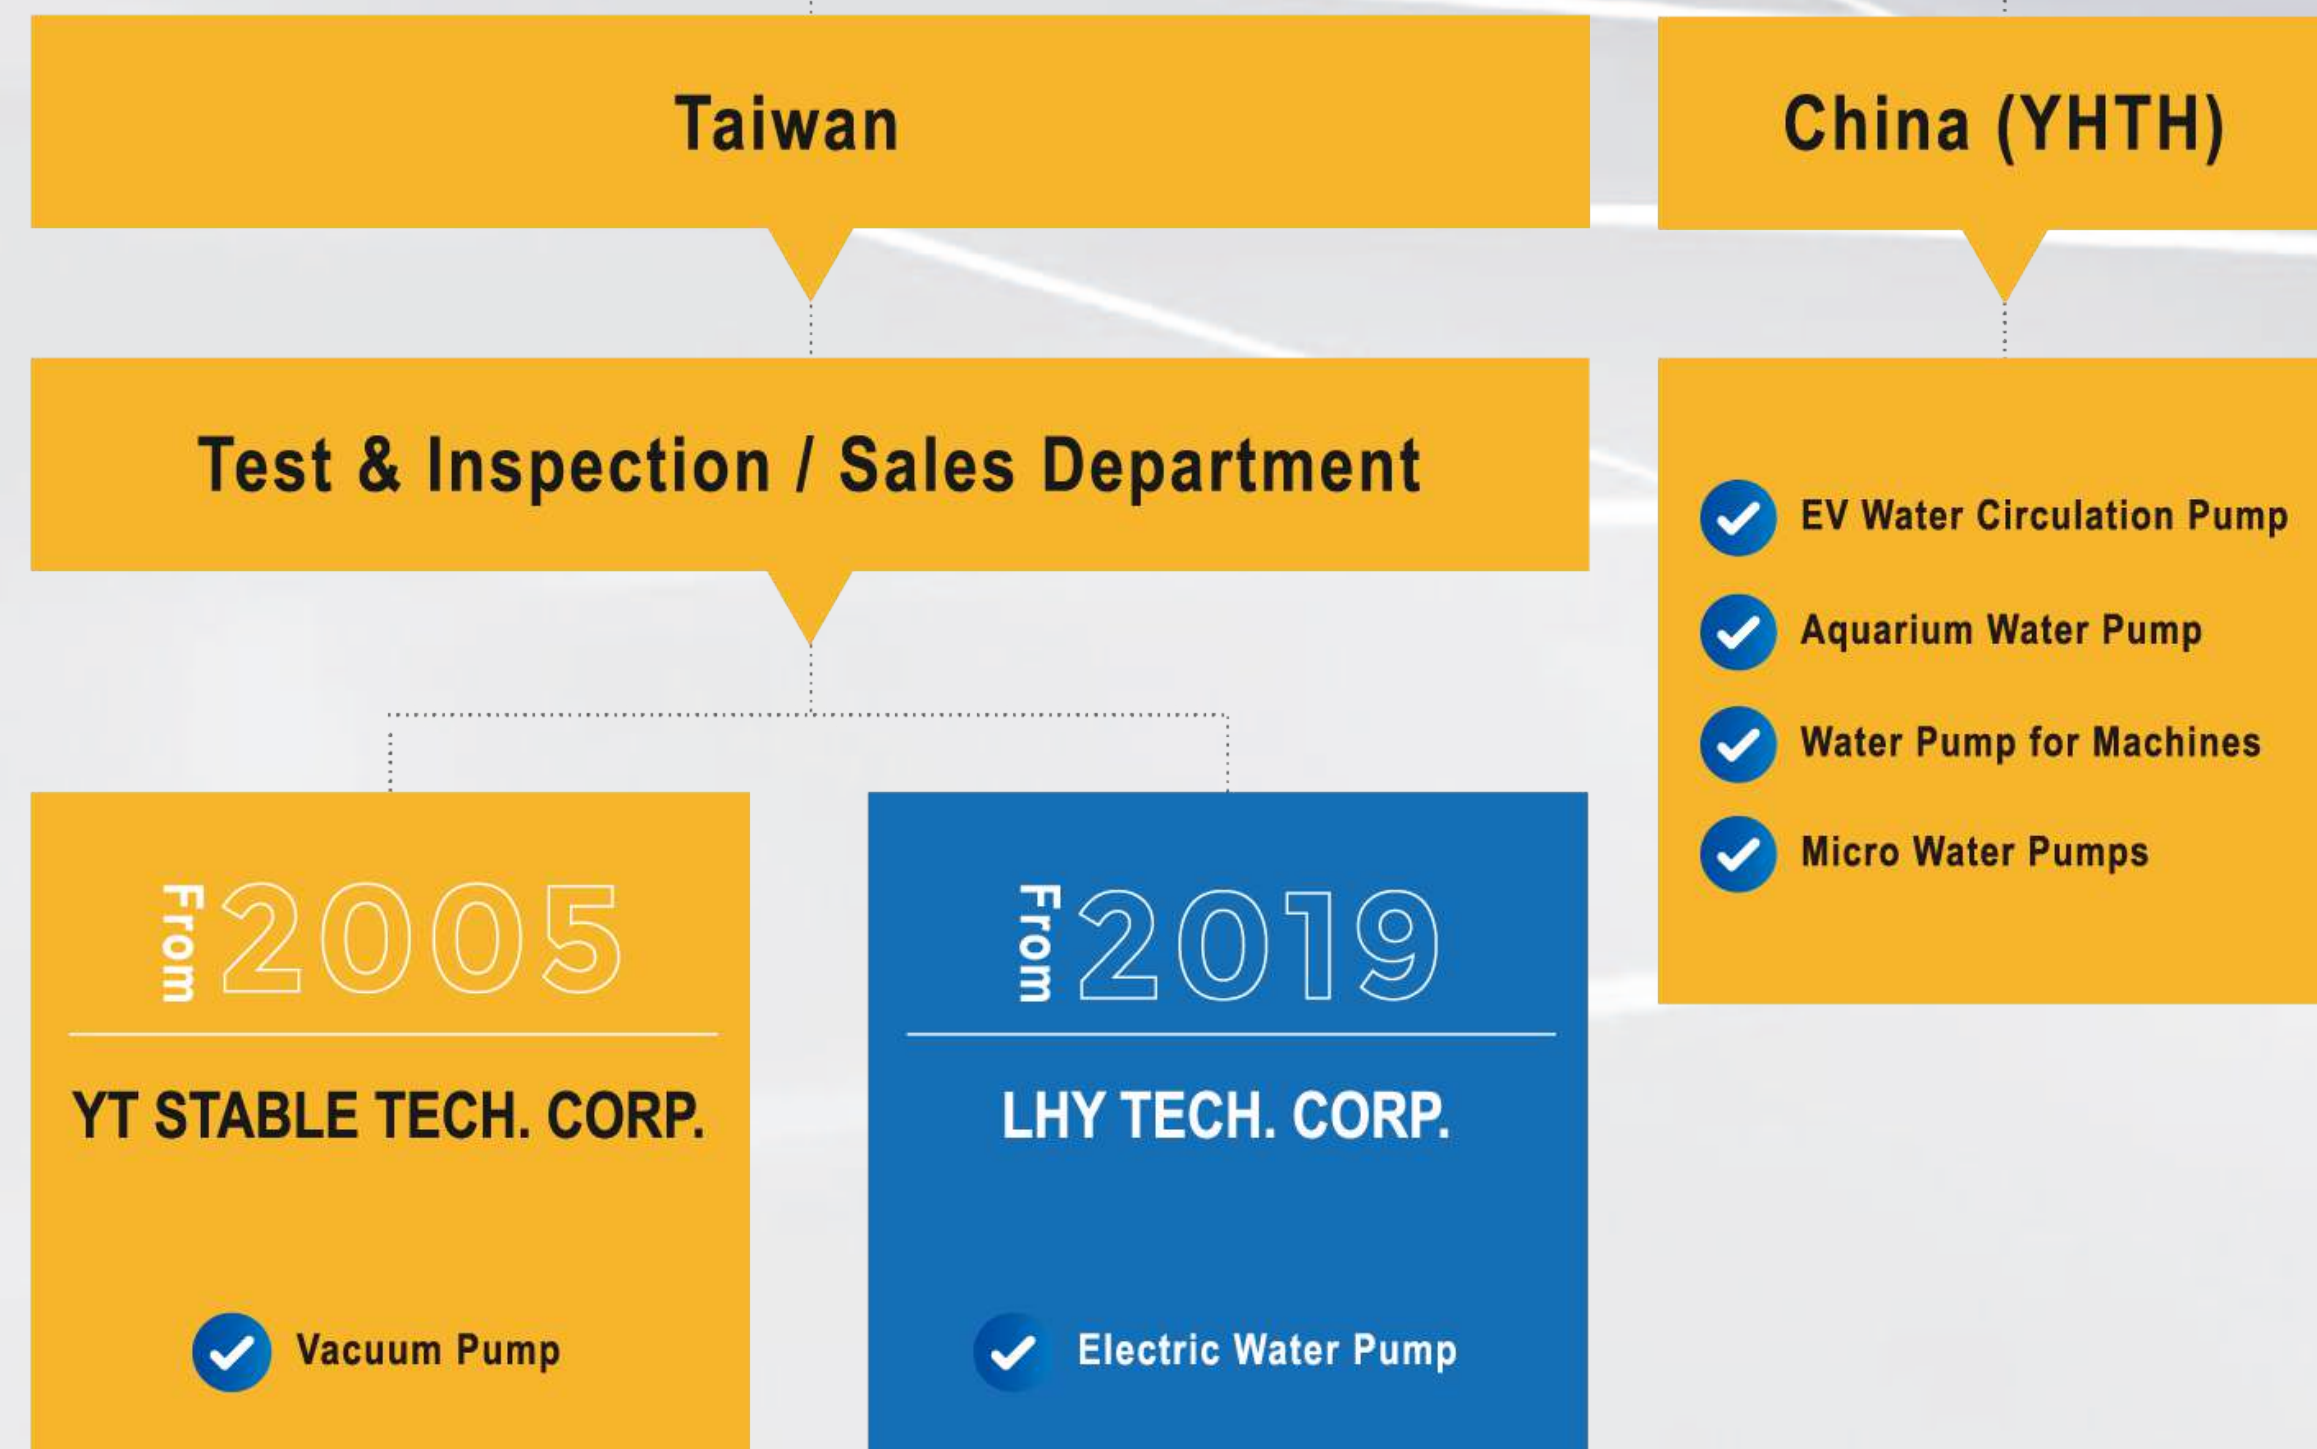 Taiwan
China (YHTH)
Test & Inspection / Sales Department
EV Water Circulation Pump
Aquarium Water Pump
Water Pump for Machines
Micro Water Pumps
From 2005
YT STABLE TECH. CORP.
Vacuum Pump
From 2019
LHY TECH. CORP.
Electric Water Pump